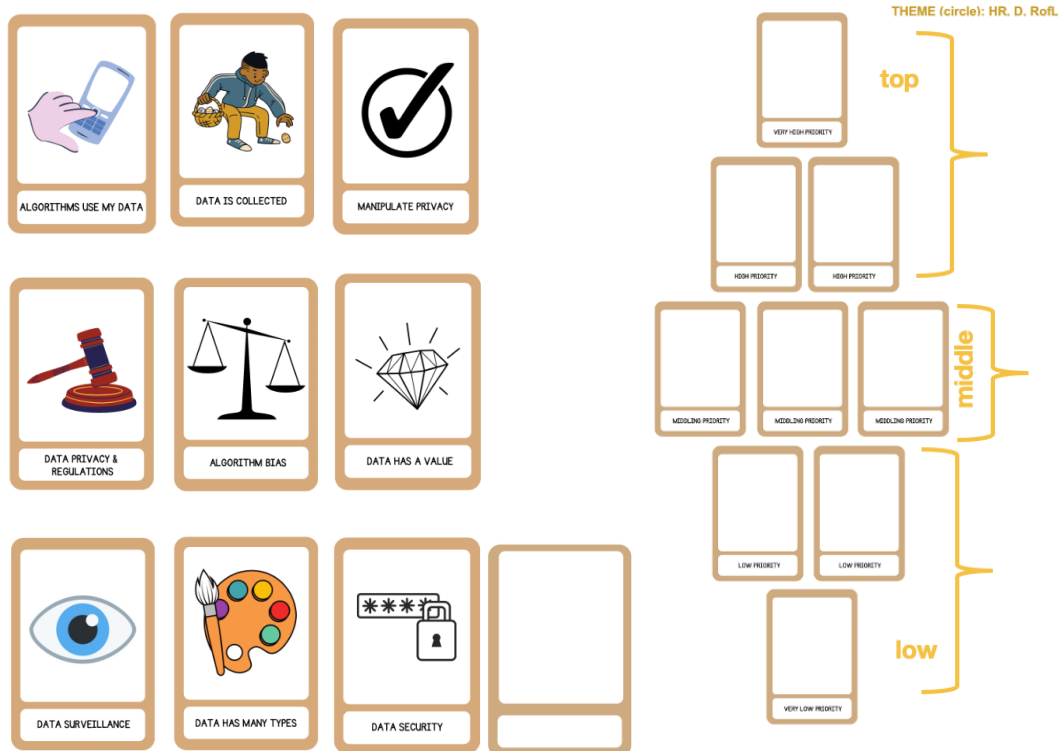 THEME (circle): HR, D, RofL
top
VERY HIGH PRIORITY
ALGORITHMS USE MY DATA
DATA IS COLLECTED
MANIPULATE PRIVACY
HIGH PRIORITY
HIGH PRIORITY
middle
MIDDLING PRIORITY
MIDDLING PRIORITY
MIDDLING PRIORITY
DATA PRIVACY &
REGULATIONS
ALGORITHM BIAS
DATA HAS A VALUE
LOW PRIORITY
LOW PRIORITY
****
low
DATA SURVEILLANCE
DATA HAS MANY TYPES
DATA SECURITY
VERY LOW PRIORITY